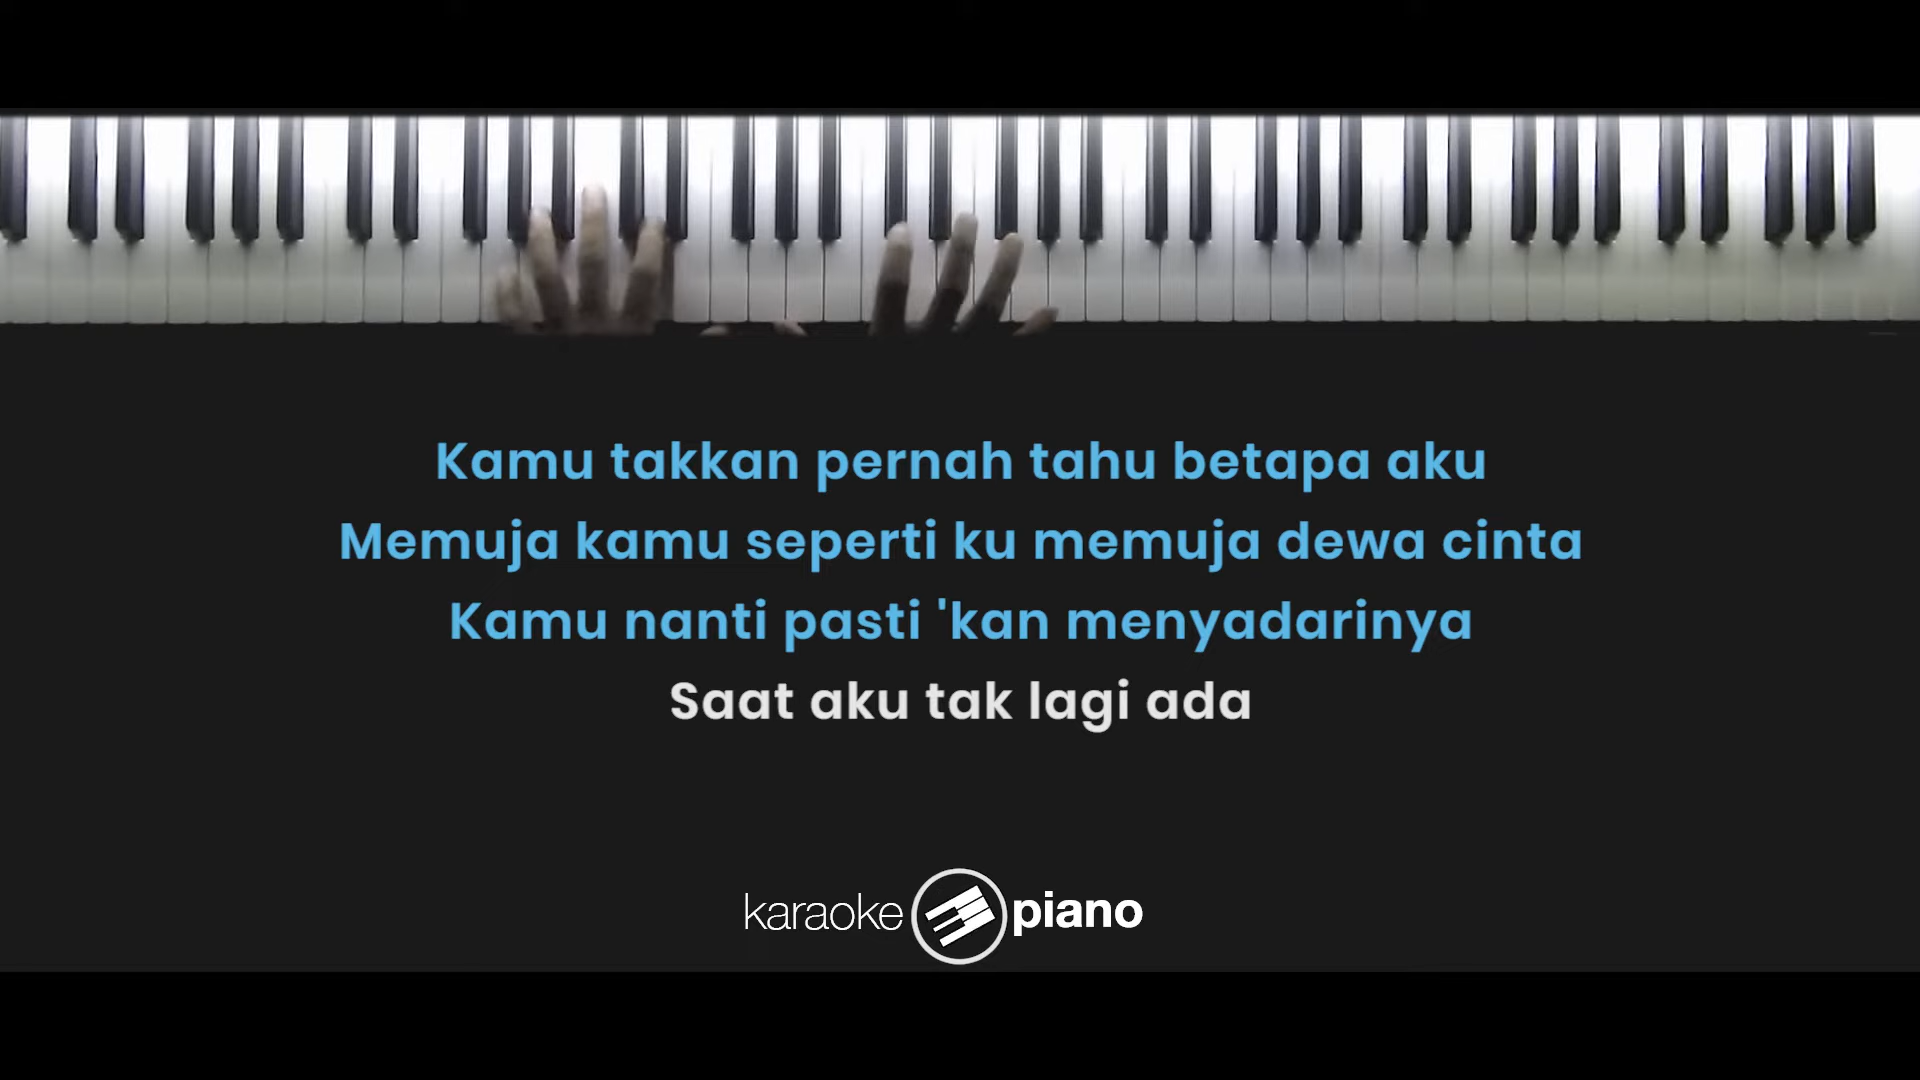 Kamu takkan pernah tahu betapa aku
Memuja kamu seperti ku memuja dewa cinta
Kamu nanti pasti 'kan menyadarinya
Saat aku tak lagi ada
karaoke piano